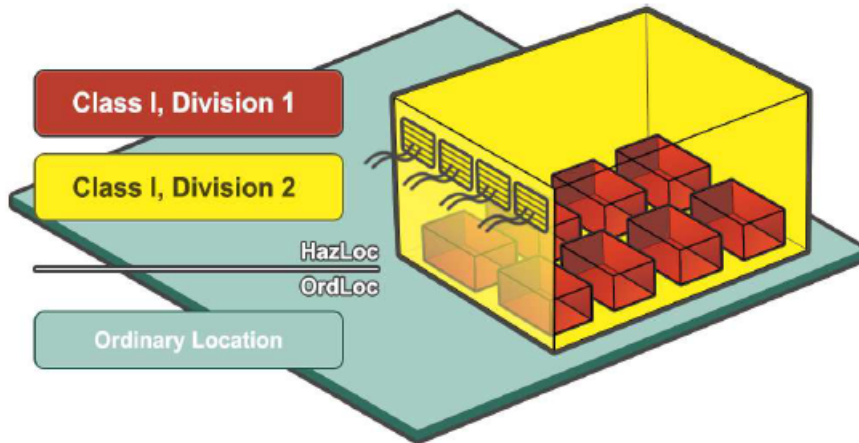 Class I, Division 1
Class I, Division 2
HazLoc
OrdLoc
Ordinary Location